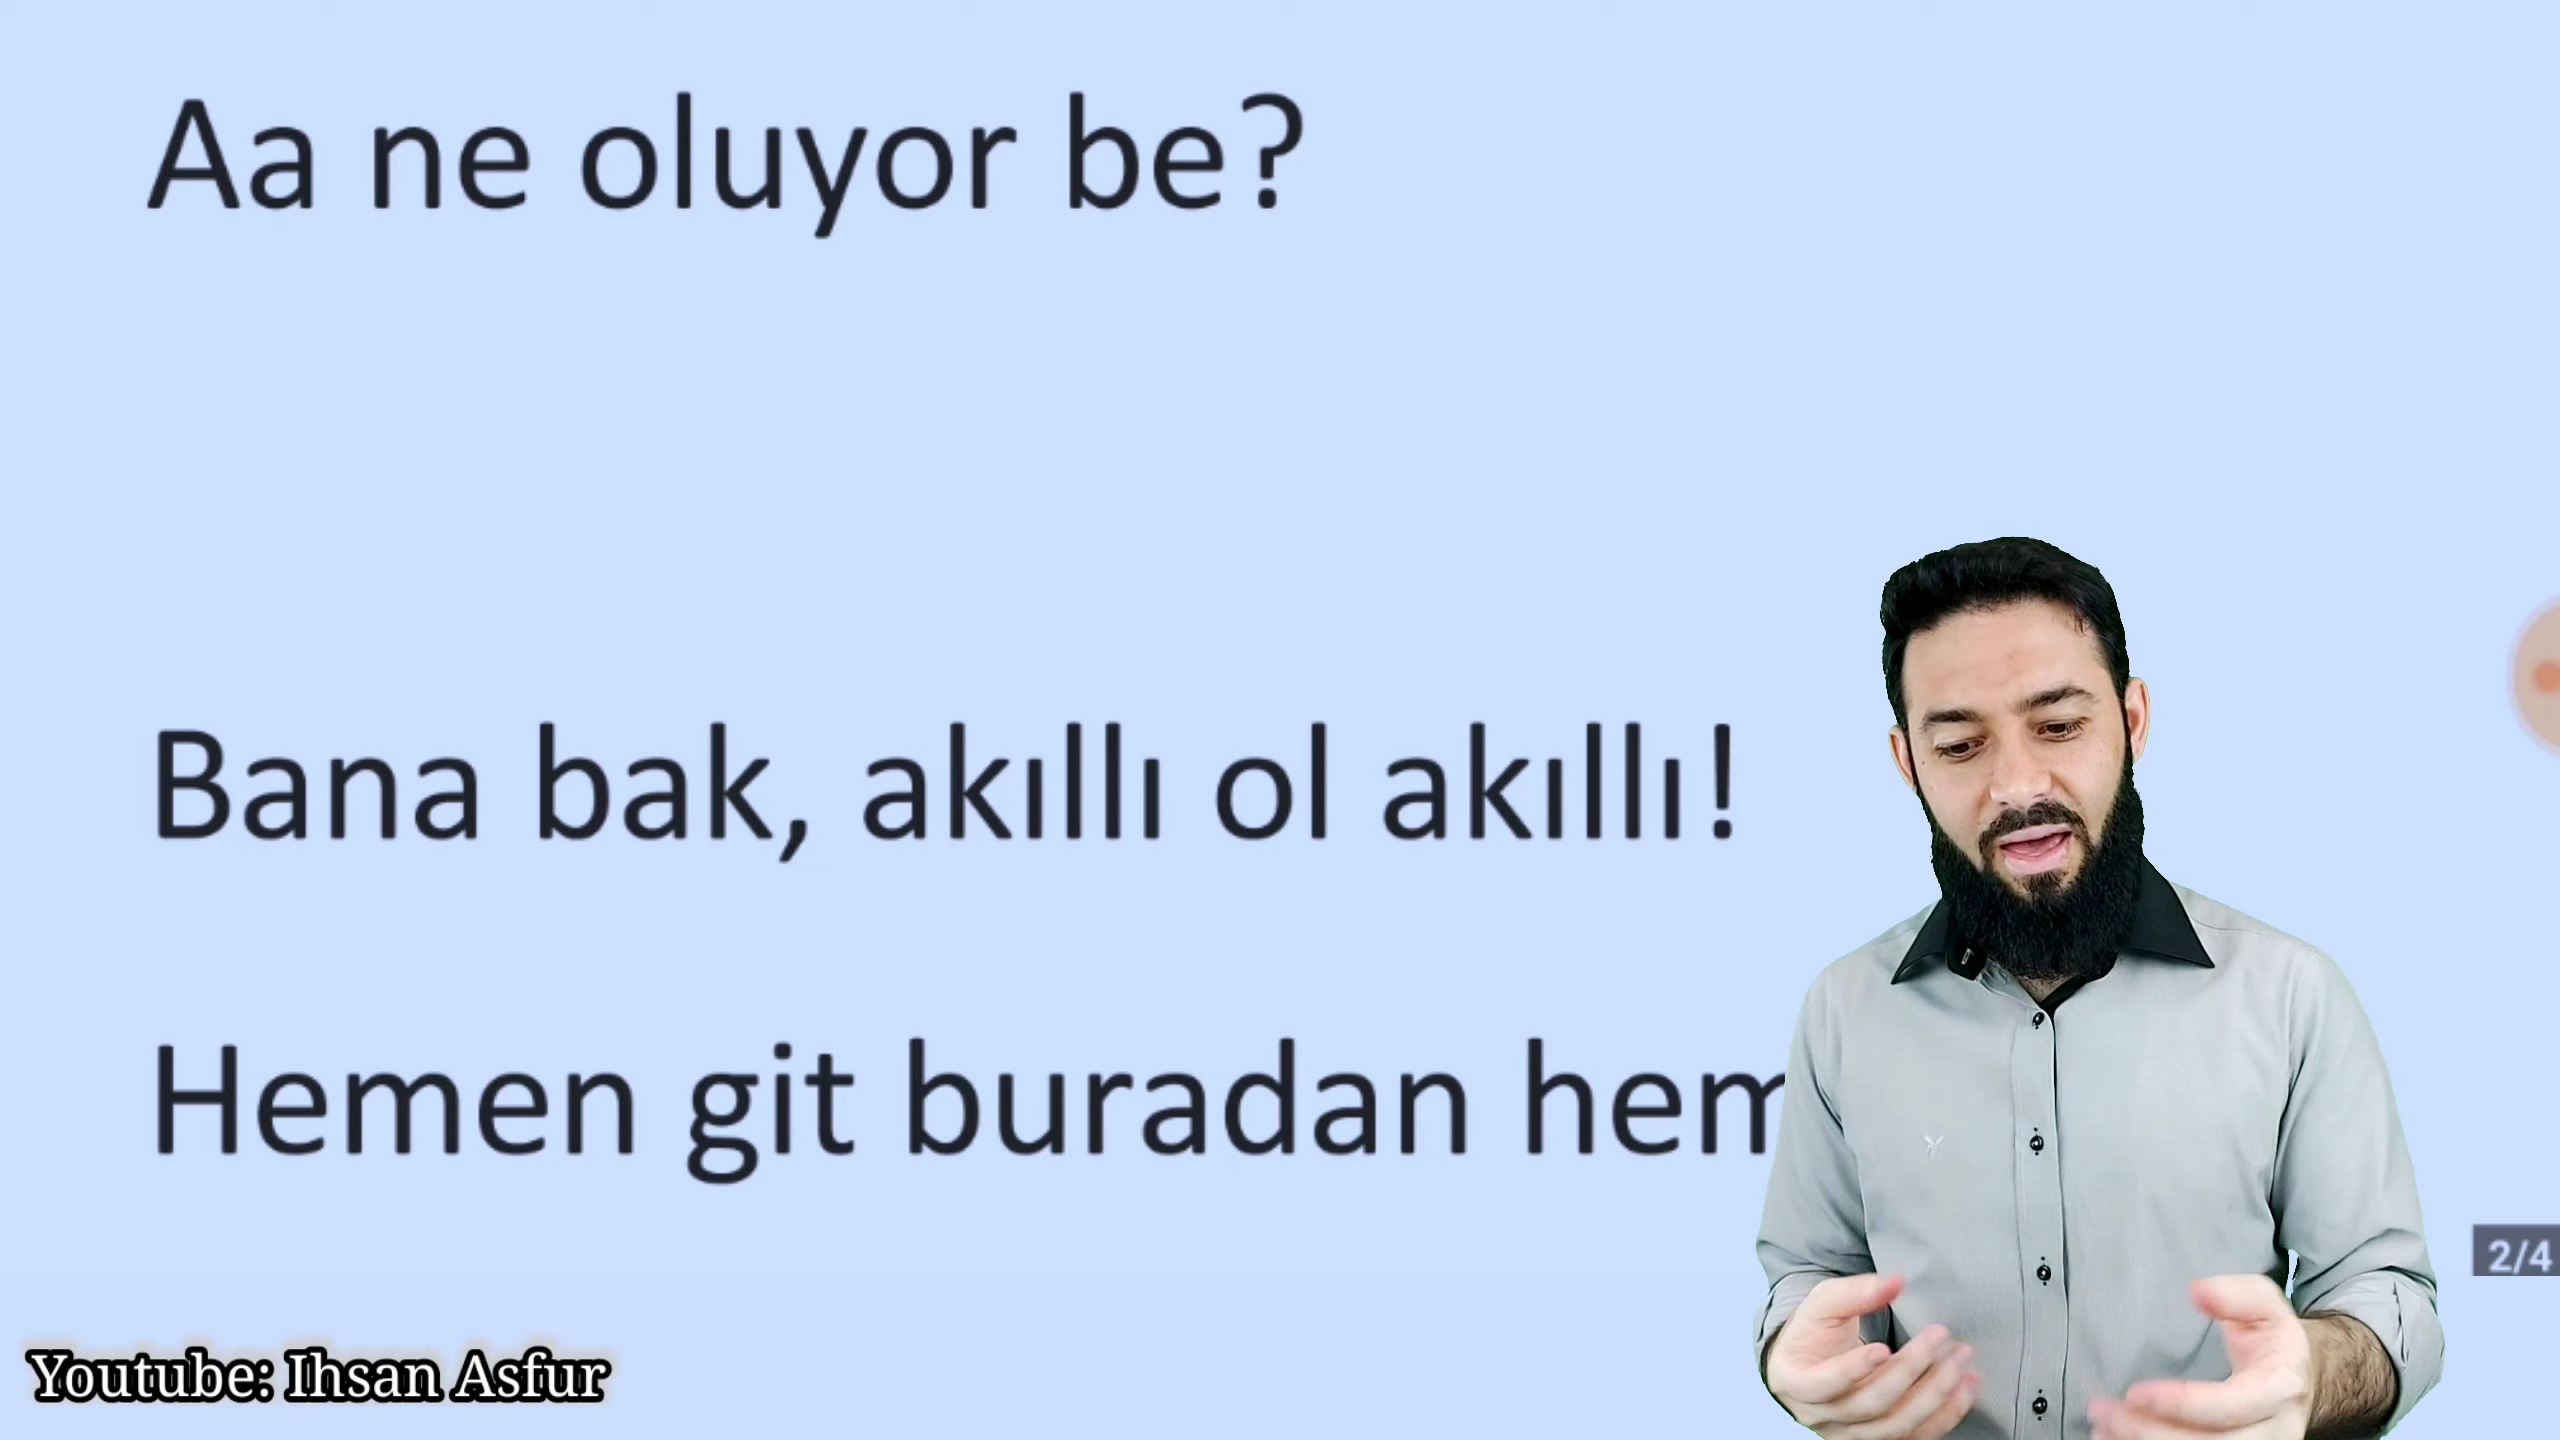 Aa ne oluyor be?
Bana bak, akıllı ol akıllı!
Hemen git buradan hem
2/4
Youtube: Ihsan Asfur